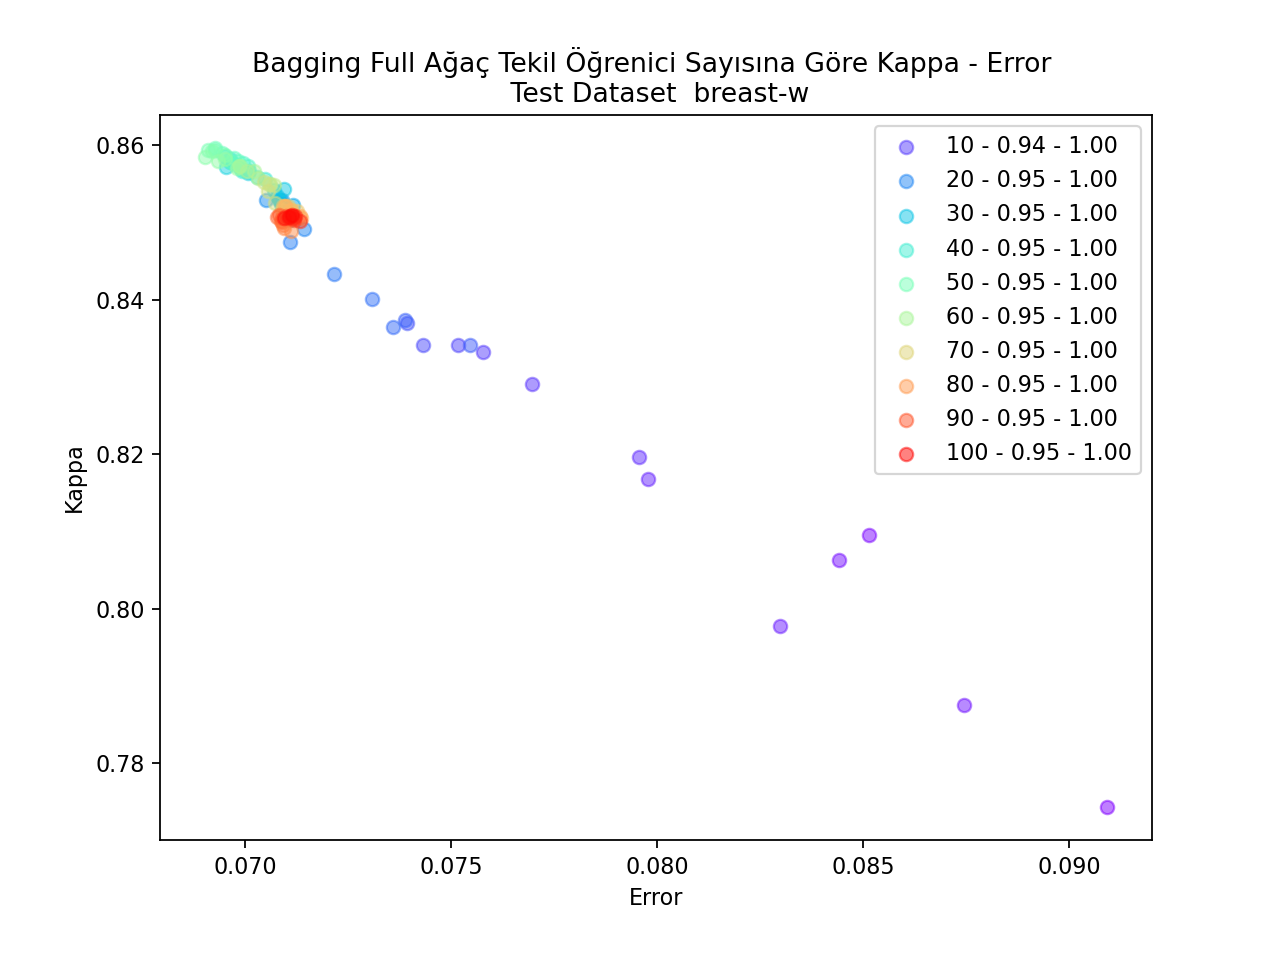 Bagging Full Ağaç Tekil Öğrenici Sayısına Göre Kappa - Error
Test Dataset  breast-w
10 - 0.94 - 1.00
20 - 0.95 - 1.00
30 - 0.95 - 1.00
40 - 0.95 - 1.00
50 - 0.95 - 1.00
60 - 0.95 - 1.00
70 - 0.95 - 1.00
80 - 0.95 - 1.00
90 - 0.95 - 1.00
100 - 0.95 - 1.00
0.86
0.84
0.82
0.80
0.78
Kappa
0.070
0.075
0.080
0.085
0.090
Error